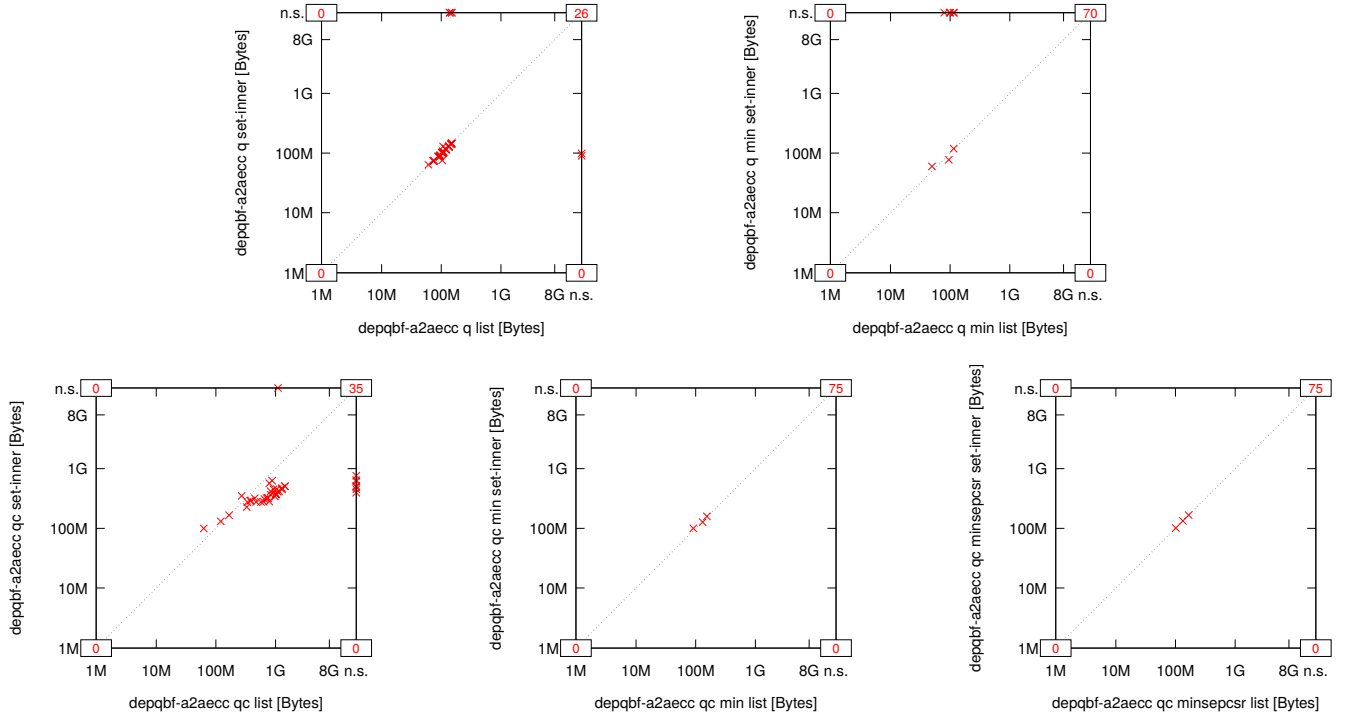 n.s. 0 26
8G
1G
100M
10M
1M 0 0
1M 10M 100M 1G 8G n.s.
depqbf-a2aecc q list [Bytes]
depqbf-a2aecc q set-inner [Bytes]
n.s. 0 70
8G
1G
100M
10M
1M 0 0
1M 10M 100M 1G 8G n.s.
depqbf-a2aecc q min list [Bytes]
depqbf-a2aecc q min set-inner [Bytes]
n.s. 0 35
8G
1G
100M
10M
1M 0 0
1M 10M 100M 1G 8G n.s.
depqbf-a2aecc qc list [Bytes]
depqbf-a2aecc qc set-inner [Bytes]
n.s. 0 75
8G
1G
100M
10M
1M 0 0
1M 10M 100M 1G 8G n.s.
depqbf-a2aecc qc min list [Bytes]
depqbf-a2aecc qc min set-inner [Bytes]
n.s. 0 75
8G
1G
100M
10M
1M 0 0
1M 10M 100M 1G 8G n.s.
depqbf-a2aecc qc minsepcsr list [Bytes]
depqbf-a2aecc qc minsepcsr set-inner [Bytes]